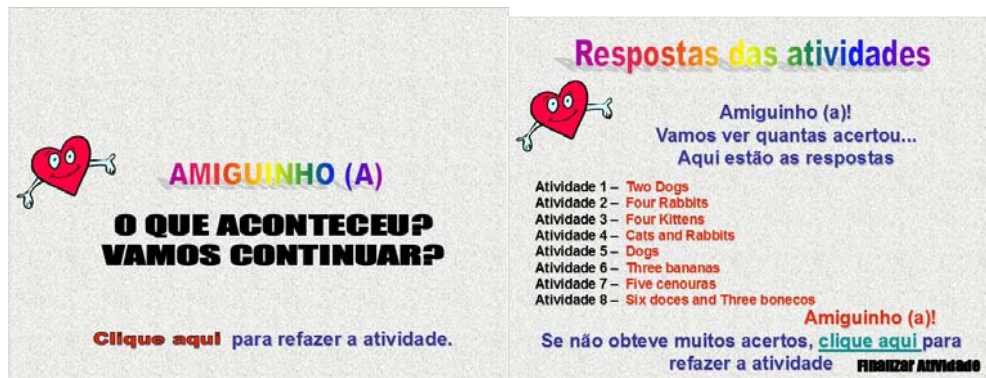 AMIGUINHO (A)
O QUE ACONTECEU?
VAMOS CONTINUAR?
Clique aqui para refazer a atividade.
Respostas das atividades
Amiguinho (a)!
Vamos ver quantas acertou...
Aqui estão as respostas
Atividade 1 – Two Dogs
Atividade 2 – Four Rabbits
Atividade 3 – Four Kittens
Atividade 4 – Cats and Rabbits
Atividade 5 – Dogs
Atividade 6 – Three bananas
Atividade 7 – Five cenouras
Atividade 8 – Six doces and Three bonecos
Amiguinho (a)!
Se não obteve muitos acertos, clique aqui para
refazer a atividade Finalizar Atividade